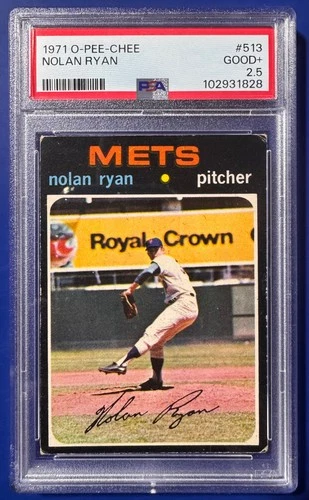 1971 O-PEE-CHEE #513
NOLAN RYAN GOOD+
2.5
PSA 102931828
METS
nolan ryan pitcher
Royal Crown
Nolan Ryan